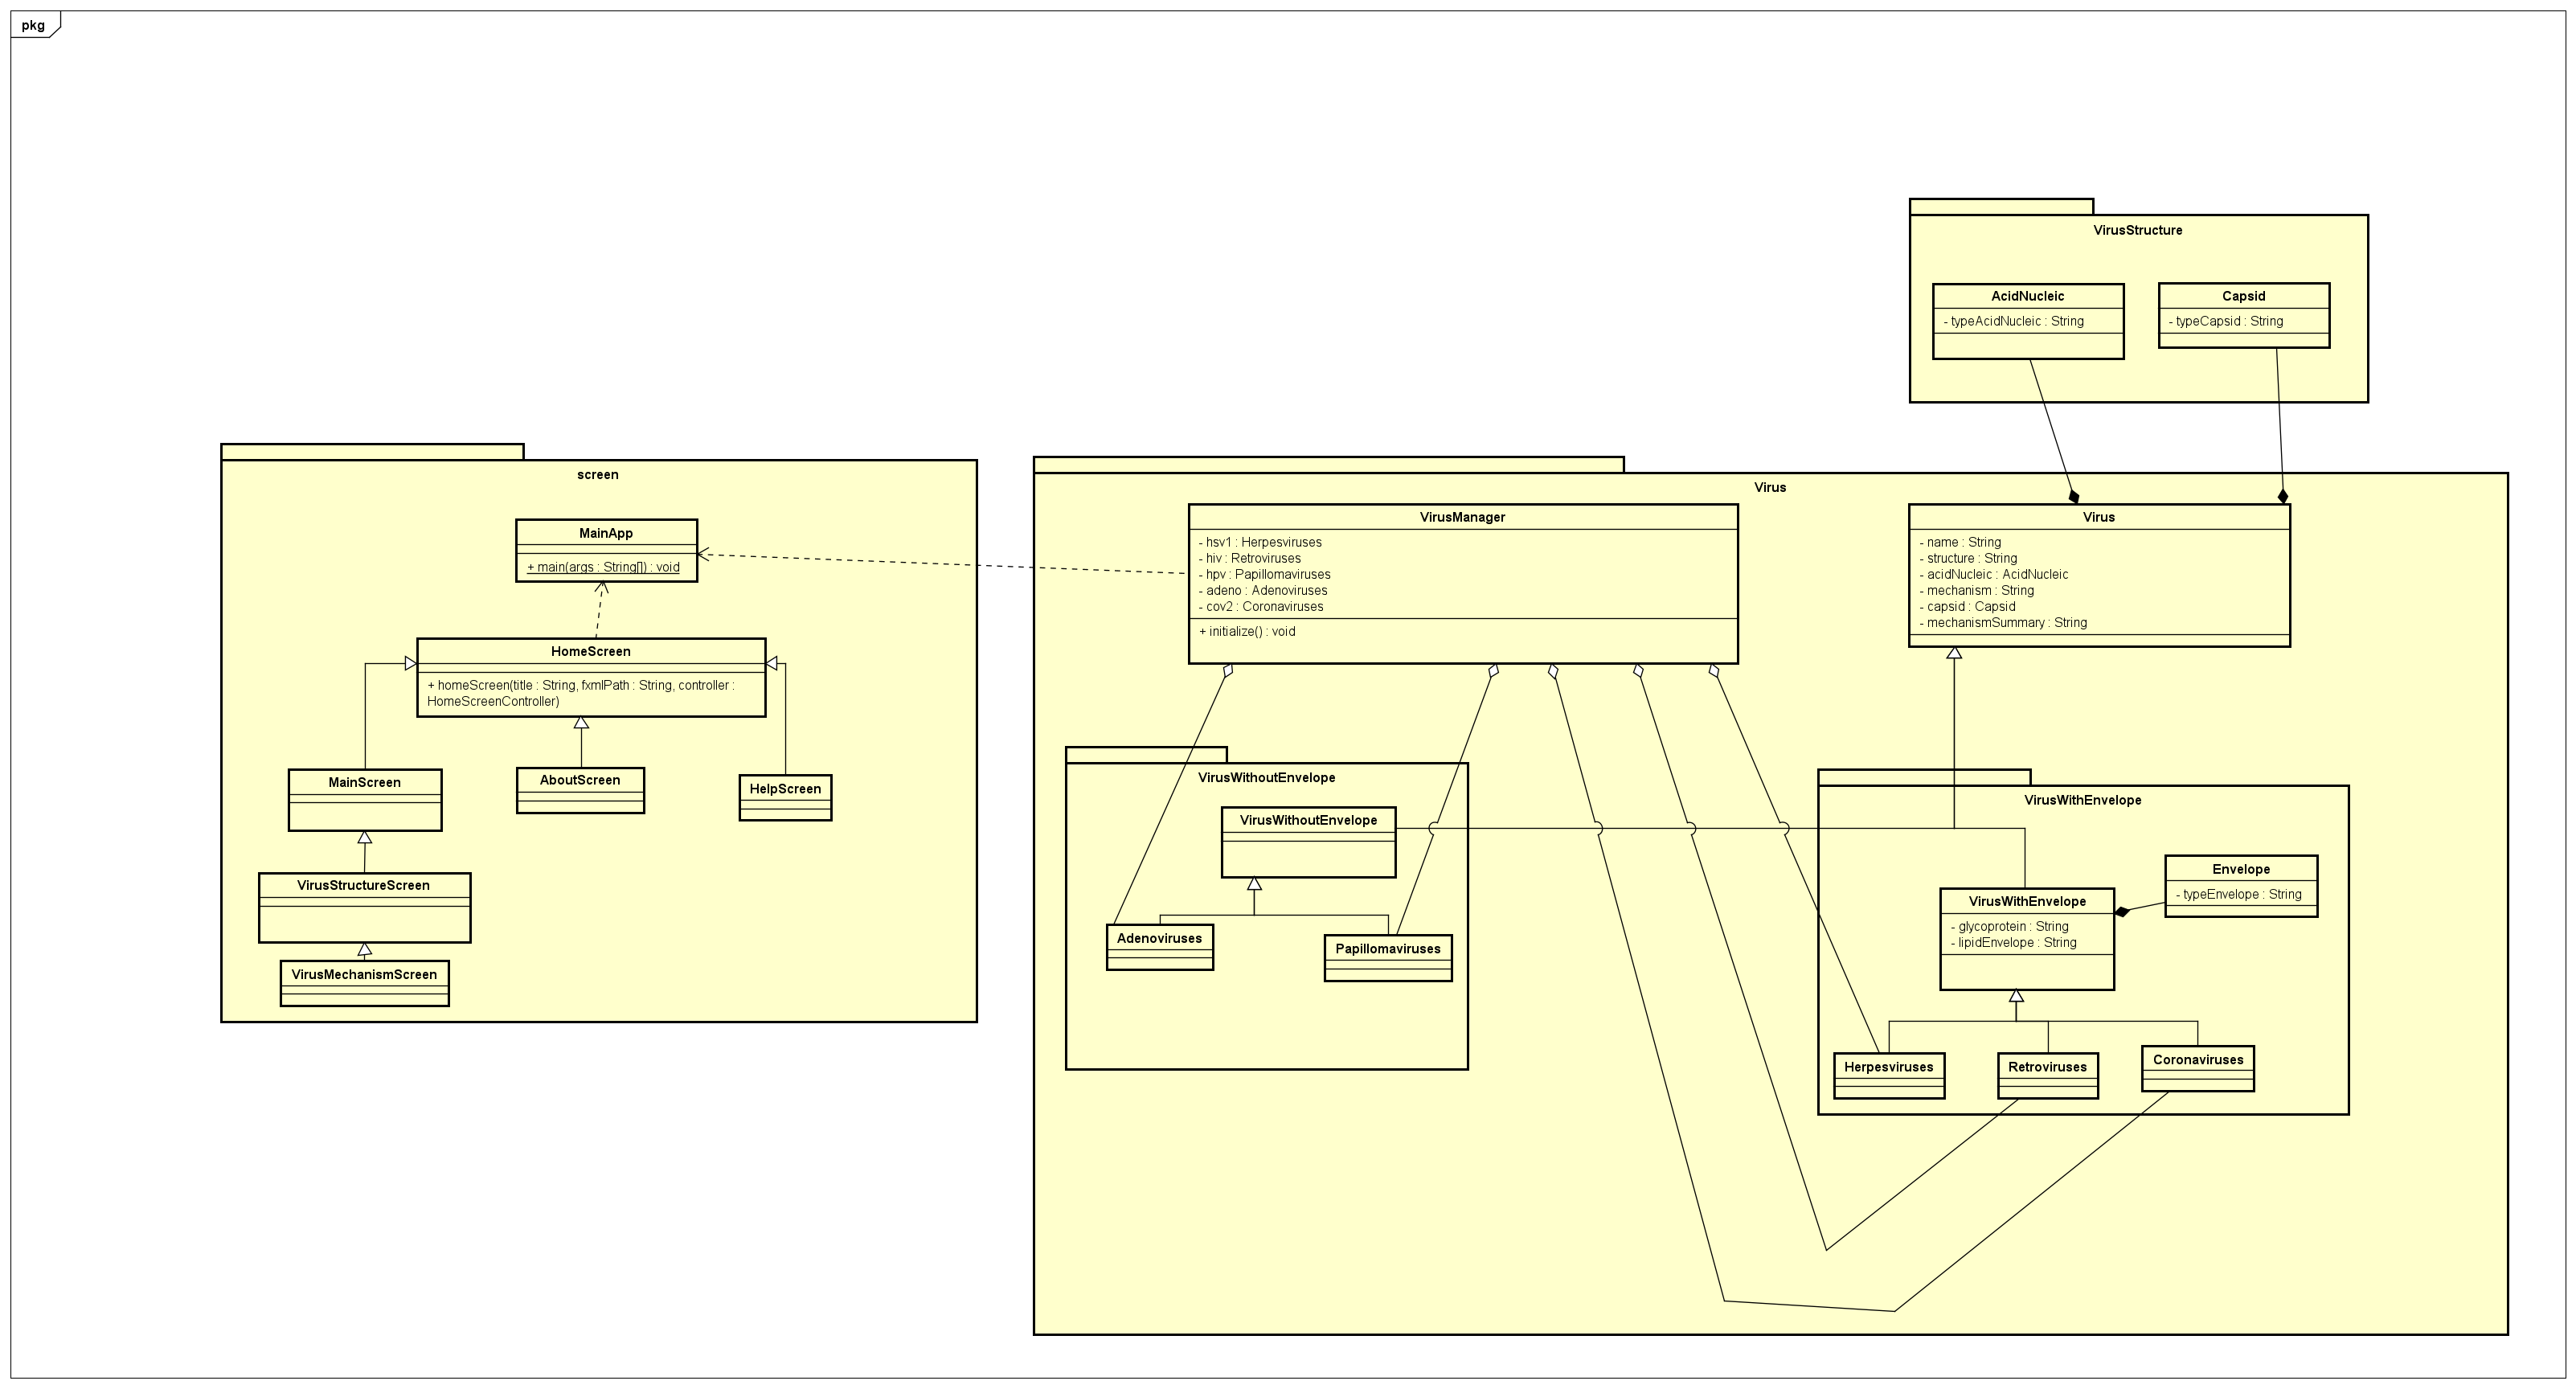 pkg
VirusStructure
AcidNucleic
- typeAcidNucleic : String
Capsid
- typeCapsid : String
screen
MainApp
+ main(args : String[]) : void
HomeScreen
+ homeScreen(title : String, fxmlPath : String, controller :
HomeScreenController)
MainScreen
AboutScreen
HelpScreen
VirusStructureScreen
VirusMechanismScreen
Virus
VirusManager
- hsv1 : Herpesviruses
- hiv : Retroviruses
- hpv : Papillomaviruses
- adeno : Adenoviruses
- cov2 : Coronaviruses
+ initialize() : void
Virus
- name : String
- structure : String
- acidNucleic : AcidNucleic
- mechanism : String
- capsid : Capsid
- mechanismSummary : String
VirusWithoutEnvelope
VirusWithoutEnvelope
Adenoviruses
Papillomaviruses
VirusWithEnvelope
Envelope
- typeEnvelope : String
VirusWithEnvelope
- glycoprotein : String
- lipidEnvelope : String
Herpesviruses
Retroviruses
Coronaviruses